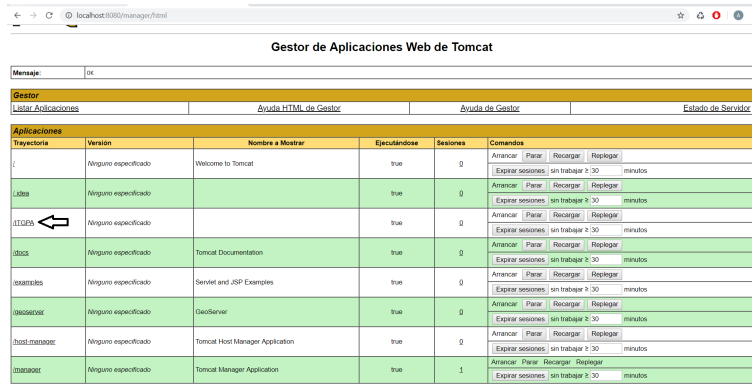 localhost:8080/manager/html
Gestor de Aplicaciones Web de Tomcat
Mensaje: OK
Gestor
Listar Aplicaciones Ayuda HTML de Gestor Ayuda de Gestor Estado de Servidor
Aplicaciones
Trayectoria Versión Nombre a Mostrar Ejecutándose Sesiones Comandos
/ Ninguno especificado Welcome to Tomcat true 0 Arrancar Parar Recargar Replegar
Expirar sesiones sin trabajar ≥ 30 minutos
/.idea Ninguno especificado true 0 Arrancar Parar Recargar Replegar
Expirar sesiones sin trabajar ≥ 30 minutos
/ITGPA Ninguno especificado true 0 Arrancar Parar Recargar Replegar
Expirar sesiones sin trabajar ≥ 30 minutos
/docs Ninguno especificado Tomcat Documentation true 0 Arrancar Parar Recargar Replegar
Expirar sesiones sin trabajar ≥ 30 minutos
/examples Ninguno especificado Servlet and JSP Examples true 0 Arrancar Parar Recargar Replegar
Expirar sesiones sin trabajar ≥ 30 minutos
/geoserver Ninguno especificado GeoServer true 0 Arrancar Parar Recargar Replegar
Expirar sesiones sin trabajar ≥ 30 minutos
/host-manager Ninguno especificado Tomcat Host Manager Application true 0 Arrancar Parar Recargar Replegar
Expirar sesiones sin trabajar ≥ 30 minutos
/manager Ninguno especificado Tomcat Manager Application true 1 Arrancar Parar Recargar Replegar
Expirar sesiones sin trabajar ≥ 30 minutos